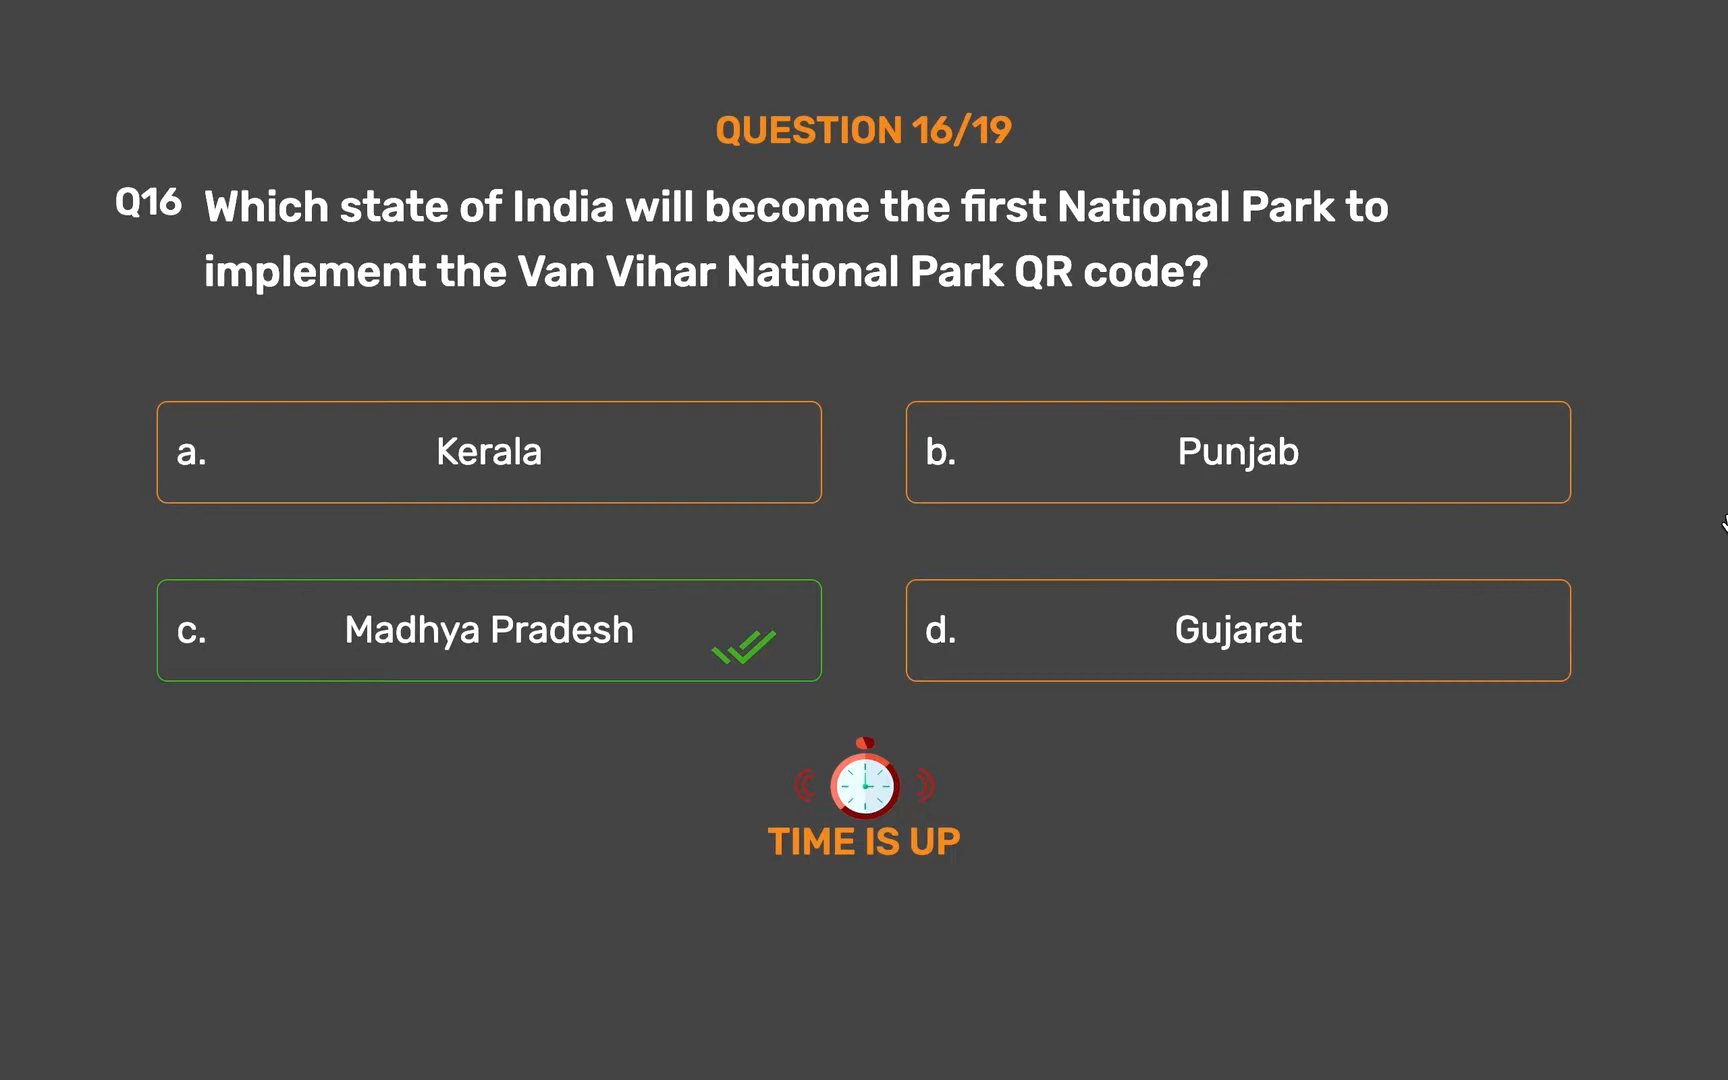 QUESTION 16/19
Q16 Which state of India will become the first National Park to
implement the Van Vihar National Park QR code?
a. Kerala
b. Punjab
c. Madhya Pradesh
d. Gujarat
TIME IS UP